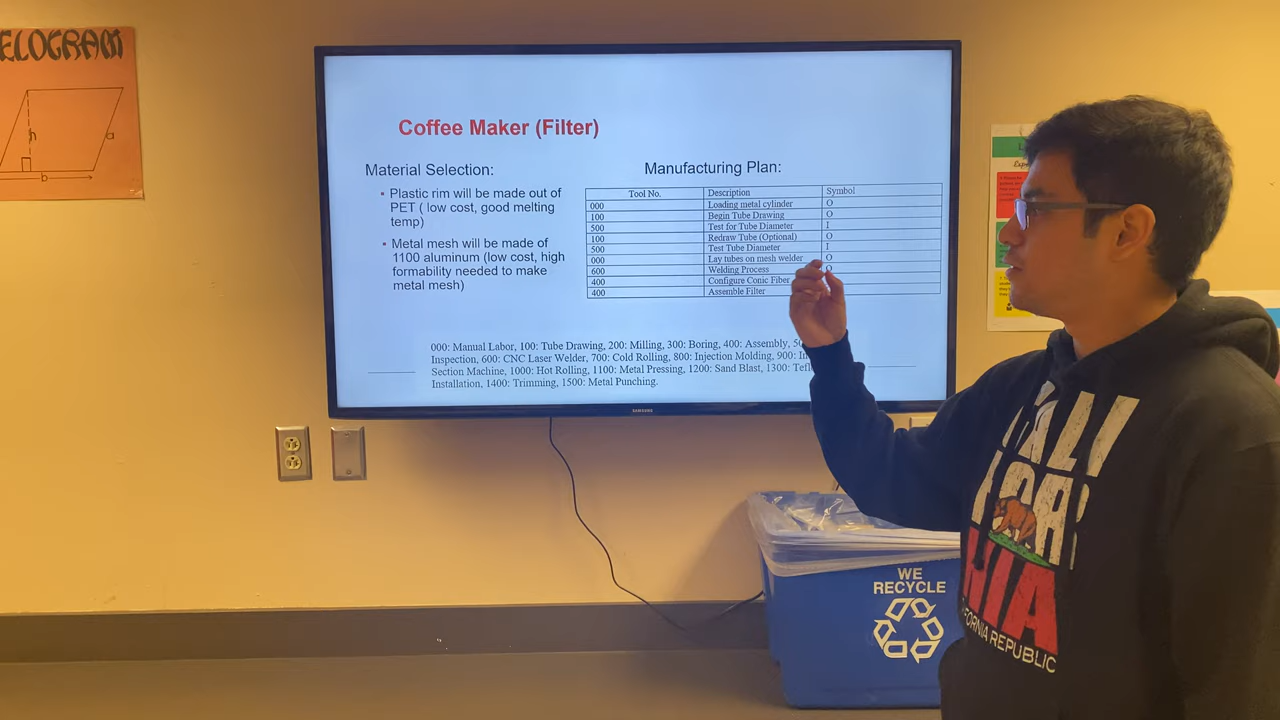 ELOGRAM
h
a
b
Coffee Maker (Filter)
Material Selection:
Plastic rim will be made out of
PET ( low cost, good melting
temp)
Metal mesh will be made of
1100 aluminum (low cost, high
formability needed to make
metal mesh)
Manufacturing Plan:
Tool No. Description Symbol
000 Loading metal cylinder O
100 Begin Tube Drawing O
500 Test for Tube Diameter I
100 Redraw Tube (Optional) O
500 Test Tube Diameter I
000 Lay tubes on mesh welder O
600 Welding Process O
400 Configure Conic Fiber
400 Assemble Filter
000: Manual Labor, 100: Tube Drawing, 200: Milling, 300: Boring, 400: Assembly,
Inspection, 600: CNC Laser Welder, 700: Cold Rolling, 800: Injection Molding, 900:
Section Machine, 1000: Hot Rolling, 1100: Metal Pressing, 1200: Sand Blast, 1300:
Installation, 1400: Trimming, 1500: Metal Punching.
SAMSUNG
WE
RECYCLE
HIA
FORNIA REPUBLIC